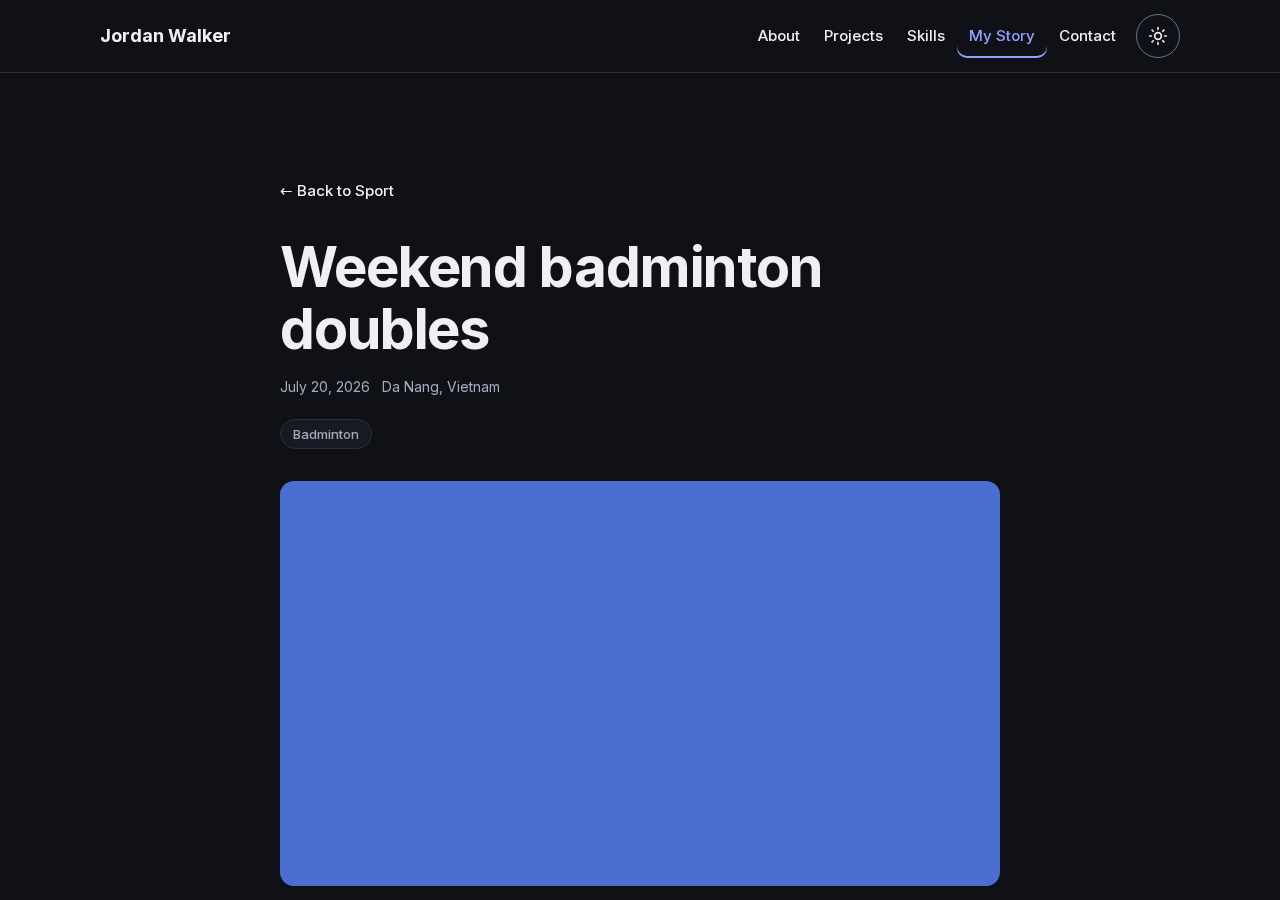 Jordan Walker
About Projects Skills My Story Contact
← Back to Sport
Weekend badminton
doubles
July 20, 2026 Da Nang, Vietnam
Badminton